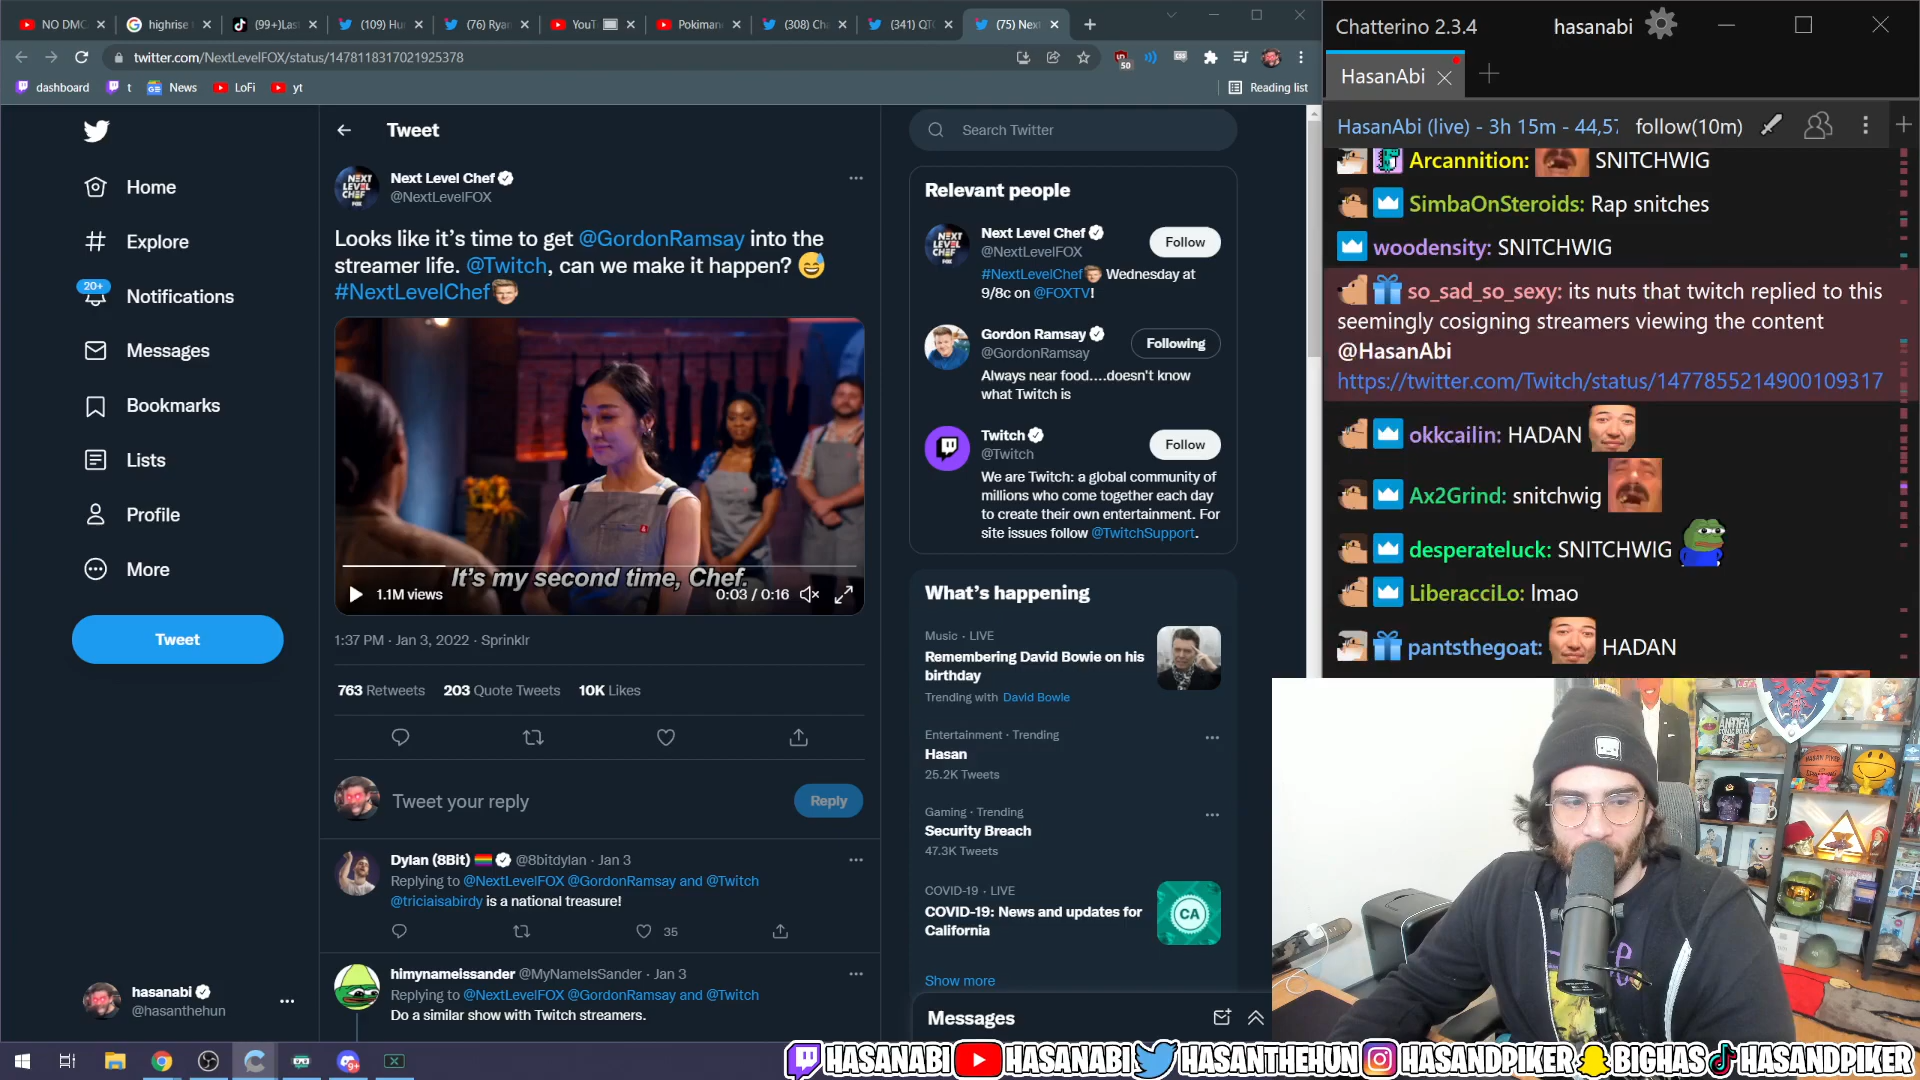 NO DMC
highrise
(99+)Las
(109) Hu
(76) Ryan
YouT
Pokiman
(308) Ch
(341) QT
(75) Next
twitter.com/NextLevelFOX/status/1478118317021925378
50
dashboard
t
News
LoFi
yt
Reading list
Home
Explore
20+
Notifications
Messages
Bookmarks
Lists
Profile
More
Tweet
hasanabi
@hasanthehun
Tweet
Next Level Chef
@NextLevelFOX
Looks like it's time to get @GordonRamsay into the
streamer life. @Twitch, can we make it happen? 😅
#NextLevelChef
NEXT LEVEL CHEF
It's my second time, Chef.
1.1M views
0:03 / 0:16
1:37 PM · Jan 3, 2022 · Sprinklr
763 Retweets 203 Quote Tweets 10K Likes
Tweet your reply
Reply
Dylan (8Bit) 🏳️‍🌈 @8bitdylan · Jan 3
Replying to @NextLevelFOX @GordonRamsay and @Twitch
@triciaisabirdy is a national treasure!
35
himynameissander @MyNameIsSander · Jan 3
Replying to @NextLevelFOX @GordonRamsay and @Twitch
Do a similar show with Twitch streamers.
Search Twitter
Relevant people
Next Level Chef
@NextLevelFOX
Follow
#NextLevelChef Wednesday at
9/8c on @FOXTV!
Gordon Ramsay
@GordonRamsay
Following
Always near food....doesn't know
what Twitch is
Twitch
@Twitch
Follow
We are Twitch: a global community of
millions who come together each day
to create their own entertainment. For
site issues follow @TwitchSupport.
What's happening
Music · LIVE
Remembering David Bowie on his
birthday
Trending with David Bowie
Entertainment · Trending
Hasan
25.2K Tweets
Gaming · Trending
Security Breach
47.3K Tweets
COVID-19 · LIVE
COVID-19: News and updates for
California
CA
Show more
Messages
Chatterino 2.3.4
hasanabi
HasanAbi
HasanAbi (live) - 3h 15m - 44,57
follow(10m)
Arcannition: SNITCHWIG
SimbaOnSteroids: Rap snitches
woodensity: SNITCHWIG
so_sad_so_sexy: its nuts that twitch replied to this
seemingly cosigning streamers viewing the content
@HasanAbi
https://twitter.com/Twitch/status/1477855214900109317
okkcailin: HADAN
Ax2Grind: snitchwig
desperateluck: SNITCHWIG
LiberacciLo: lmao
pantsthegoat: HADAN
ANTIFA
9+
HASANABI
HASANABI
HASANTHEHUN
HASANDPIKER
BIGHAS
HASANDPIKER